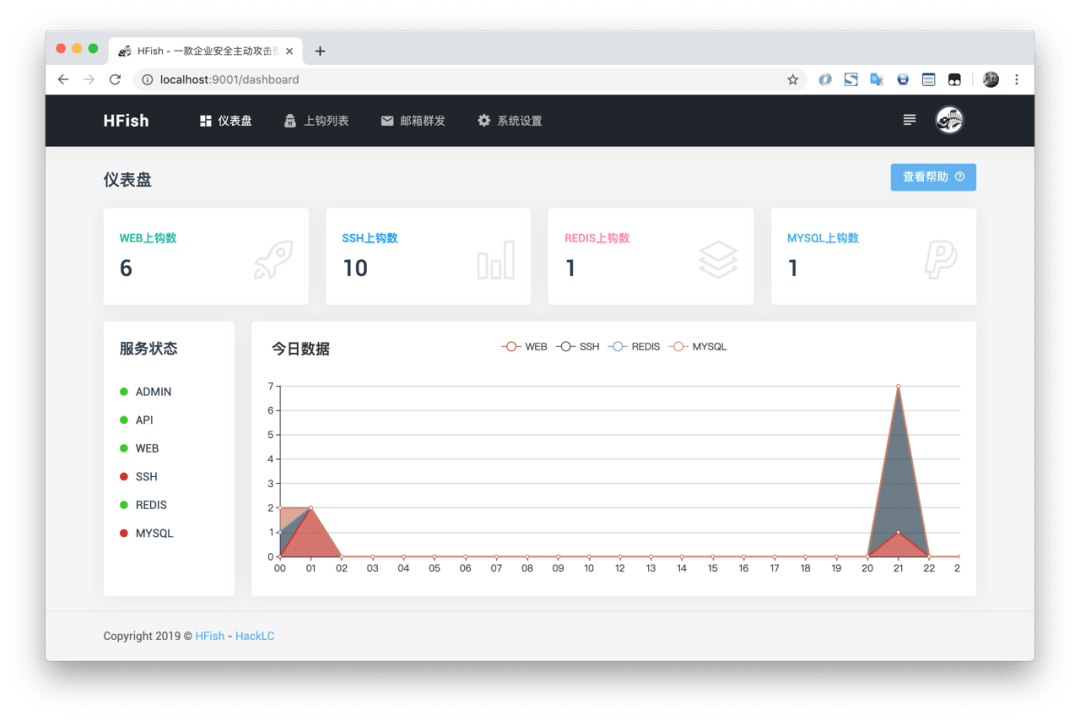 HFish - 一款企业安全主动攻击
localhost:9001/dashboard
HFish 仪表盘 上钩列表 邮箱群发 系统设置
仪表盘 查看帮助
WEB上钩数 SSH上钩数 REDIS上钩数 MYSQL上钩数
6 10 1 1
服务状态
ADMIN
API
WEB
SSH
REDIS
MYSQL
今日数据 WEB SSH REDIS MYSQL
7
6
5
4
3
2
1
0
00 01 02 03 04 05 06 07 08 09 10 12 13 14 15 16 17 18 19 20 21 22 2
Copyright 2019 © HFish - HackLC